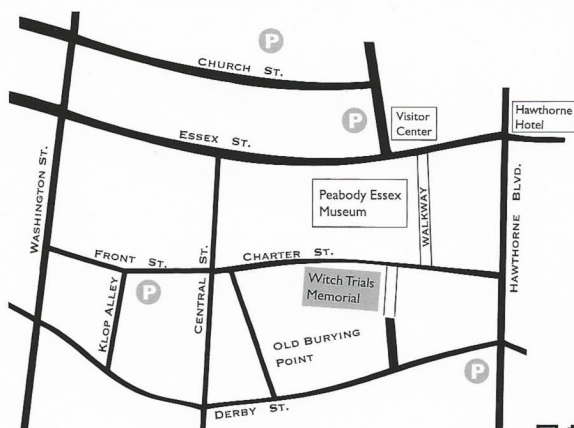 P
CHURCH ST.
P
Visitor
Center
Hawthorne
Hotel
ESSEX ST.
WASHINGTON ST.
Peabody Essex
Museum
WALKWAY
HAWTHORNE BLVD.
FRONT ST.
CENTRAL ST.
CHARTER ST.
Witch Trials
Memorial
P
KLOP ALLEY
OLD BURYING
POINT
P
DERBY ST.